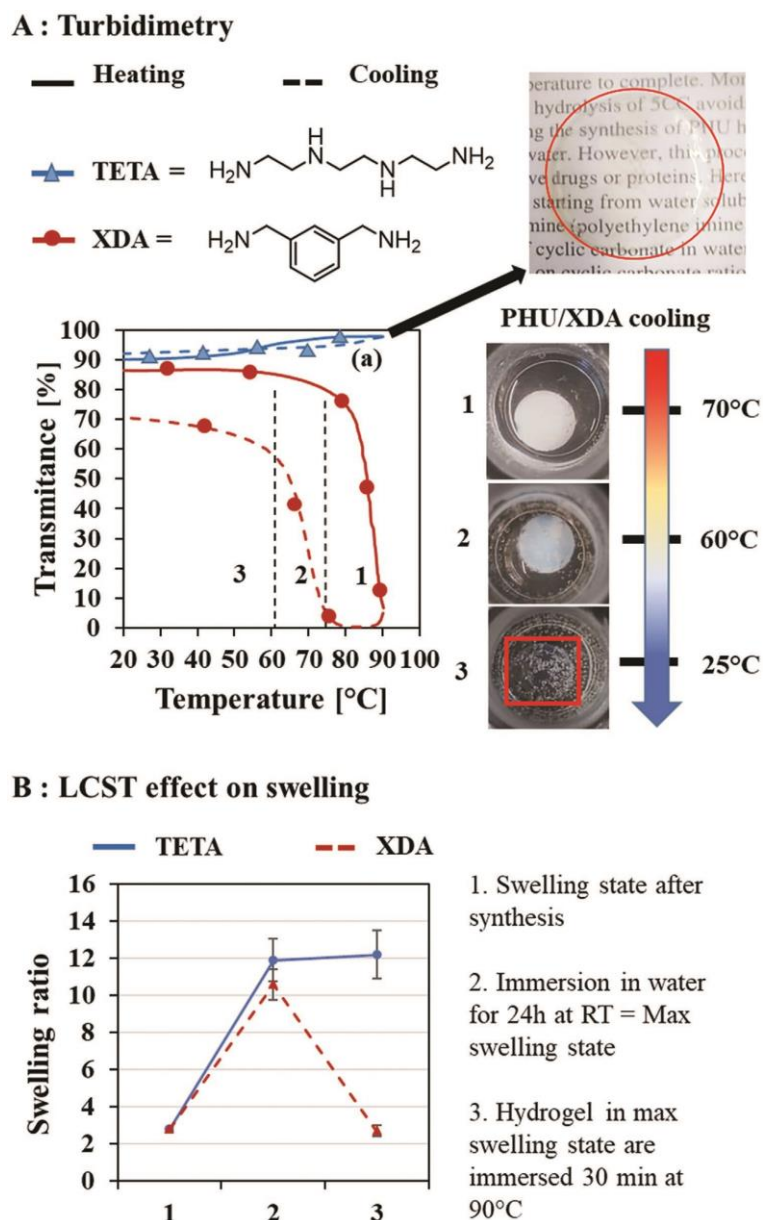 A : Turbidimetry
Heating
Cooling
TETA =
H₂N
H
N
N
H
NH₂
XDA =
H₂N
NH₂
perature to complete. Mor
hydrolysis of 5CC avoid
ng the synthesis of PHU h
water. However, this proce
ve drugs or proteins. Here
starting from water solub
mine (polyethylene imine
cyclic carbonate in water
on cyclic carbonate ratio
Transmitance [%]
100
90
80
70
60
50
40
30
20
10
0
(a)
3
2
1
20 30 40 50 60 70 80 90 100
Temperature [°C]
PHU/XDA cooling
1
70°C
2
60°C
3
25°C
B : LCST effect on swelling
TETA
XDA
Swelling ratio
16
14
12
10
8
6
4
2
0
1 2 3
1. Swelling state after
synthesis
2. Immersion in water
for 24h at RT = Max
swelling state
3. Hydrogel in max
swelling state are
immersed 30 min at
90°C